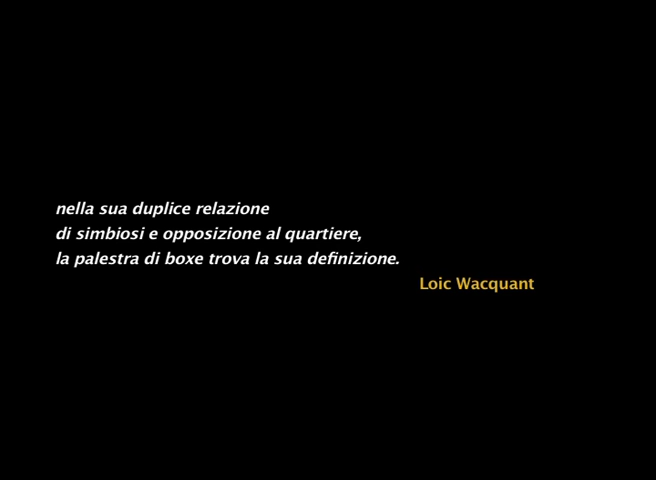 nella sua duplice relazione
di simbiosi e opposizione al quartiere,
la palestra di boxe trova la sua definizione.
Loic Wacquant